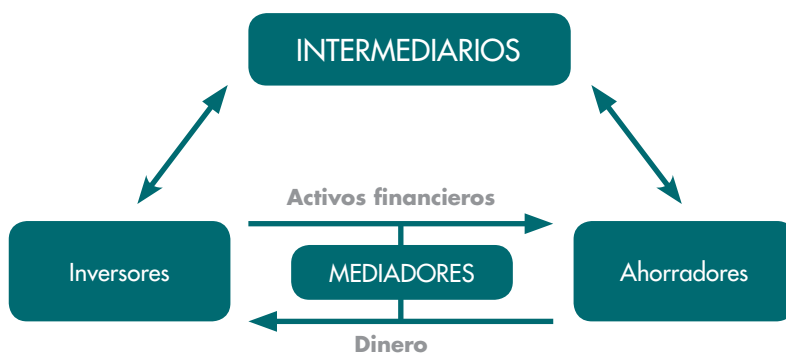 INTERMEDIARIOS
Activos financieros
Inversores
MEDIADORES
Ahorradores
Dinero